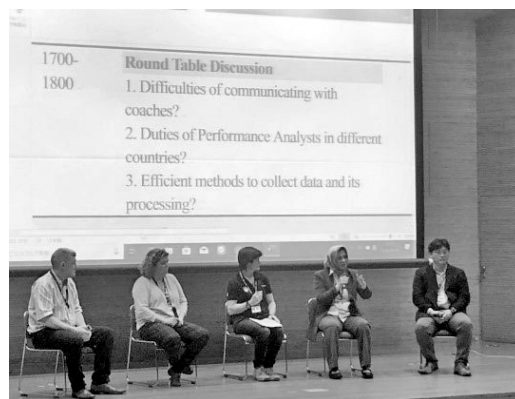 1700-
1800
Round Table Discussion
1. Difficulties of communicating with
coaches?
2. Duties of Performance Analysts in different
countries?
3. Efficient methods to collect data and its
processing?